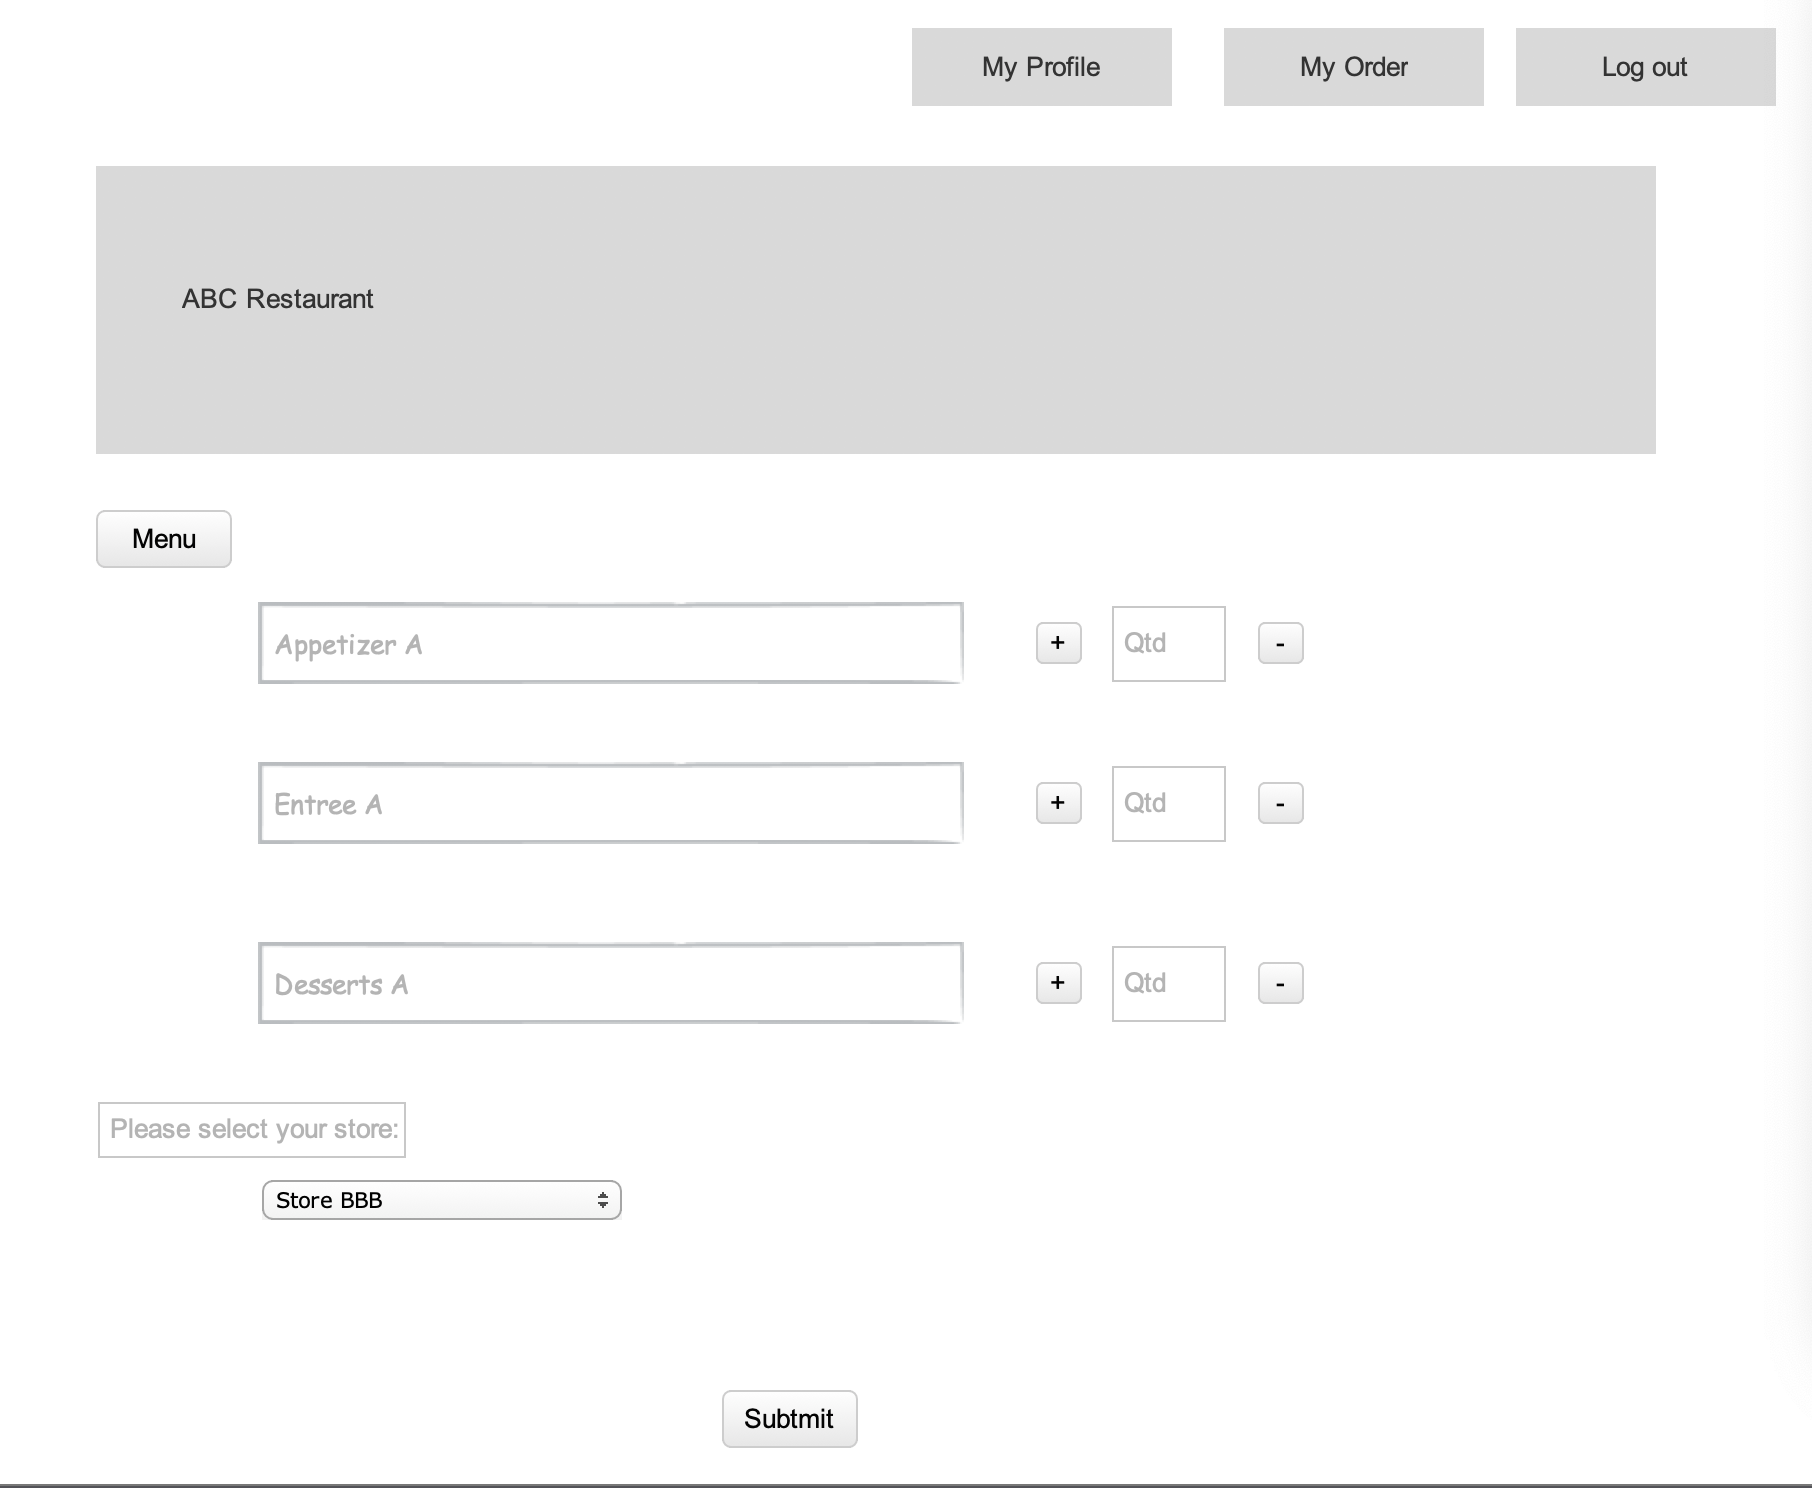 My Profile My Order Log out
ABC Restaurant
Menu
Appetizer A + Qtd -
Entree A + Qtd -
Desserts A + Qtd -
Please select your store:
Store BBB
Subtmit